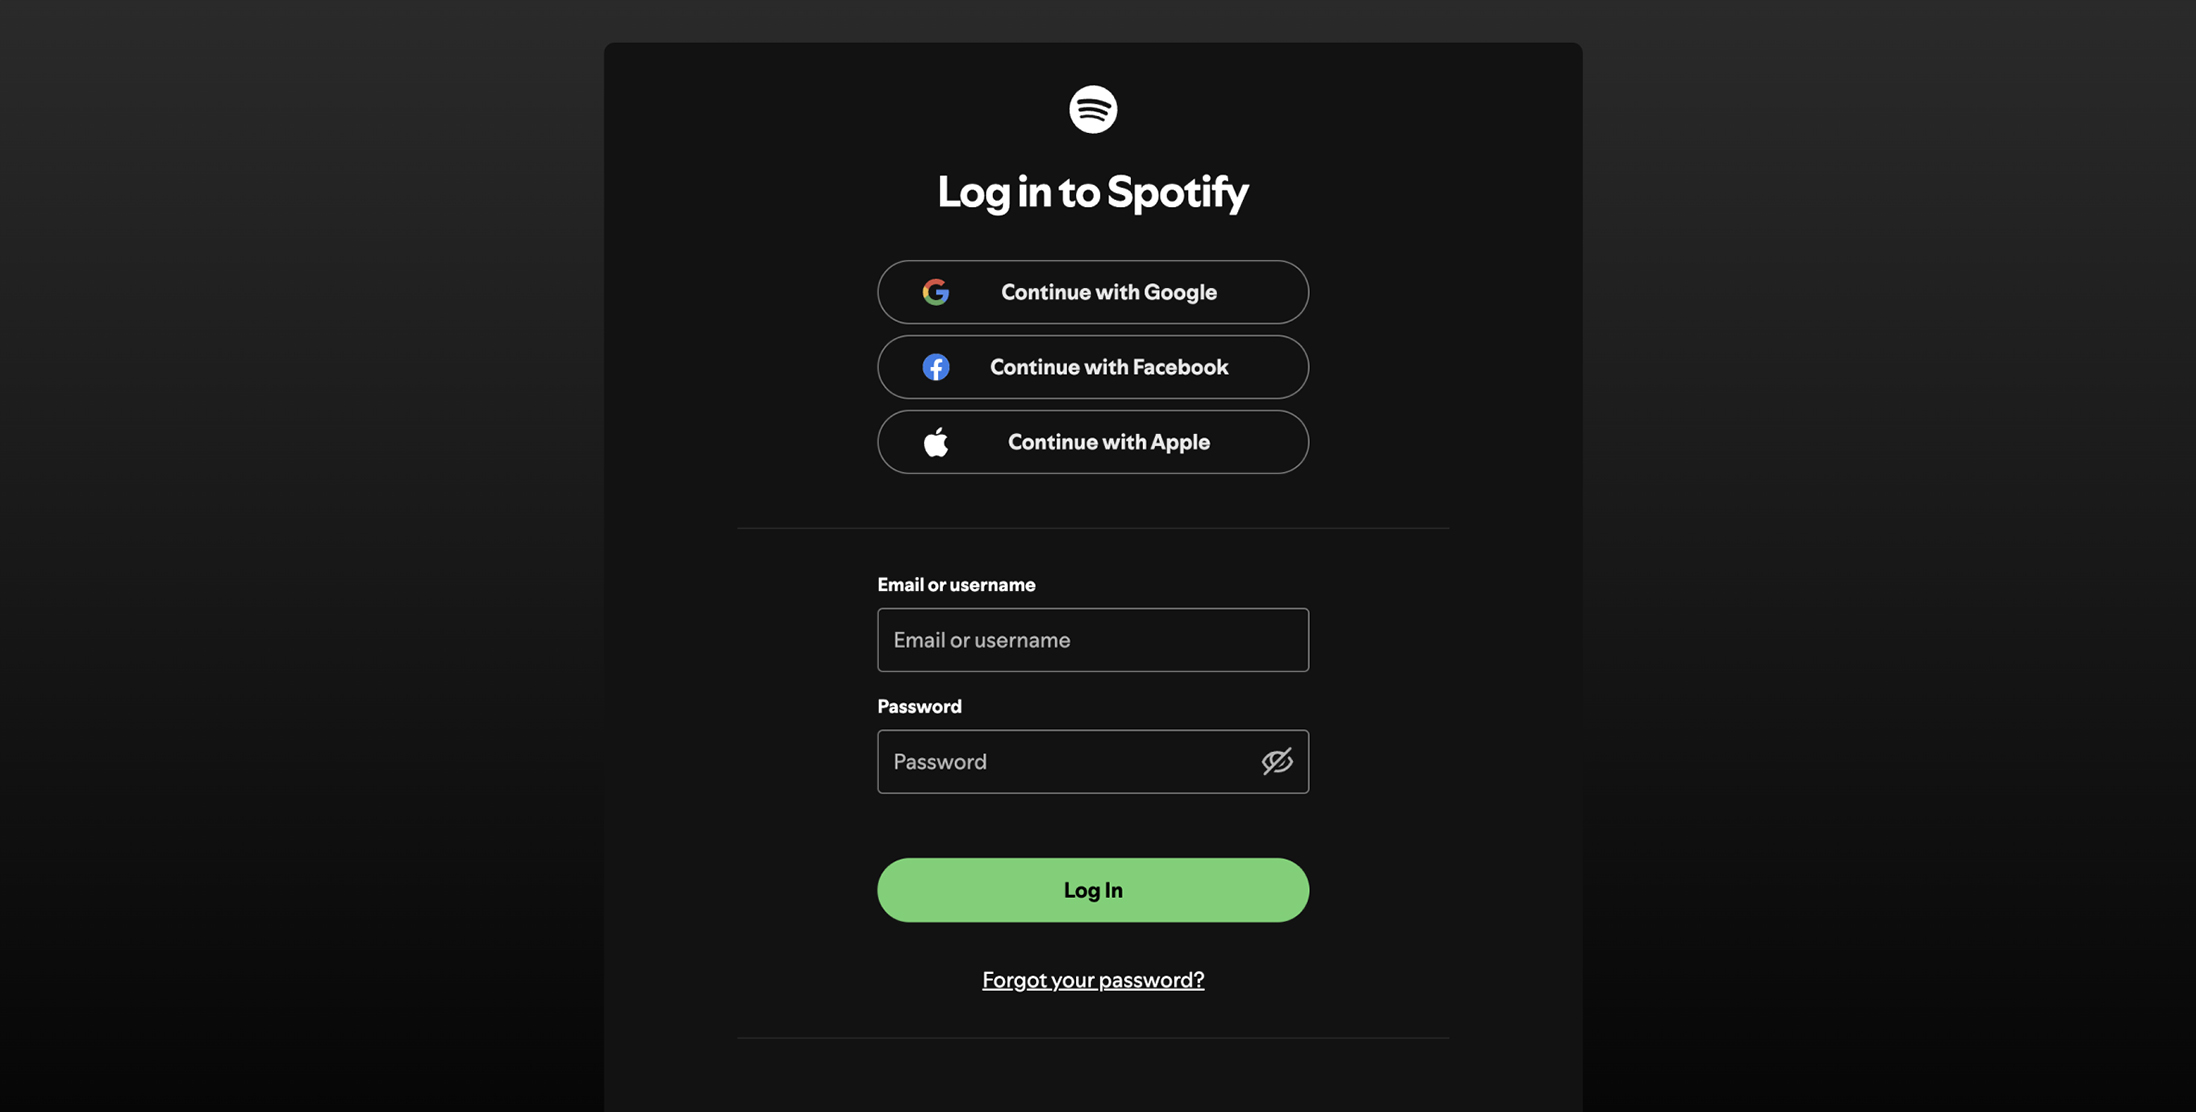 Log in to Spotify
Continue with Google
Continue with Facebook
Continue with Apple
Email or username
Email or username
Password
Password
Log In
Forgot your password?